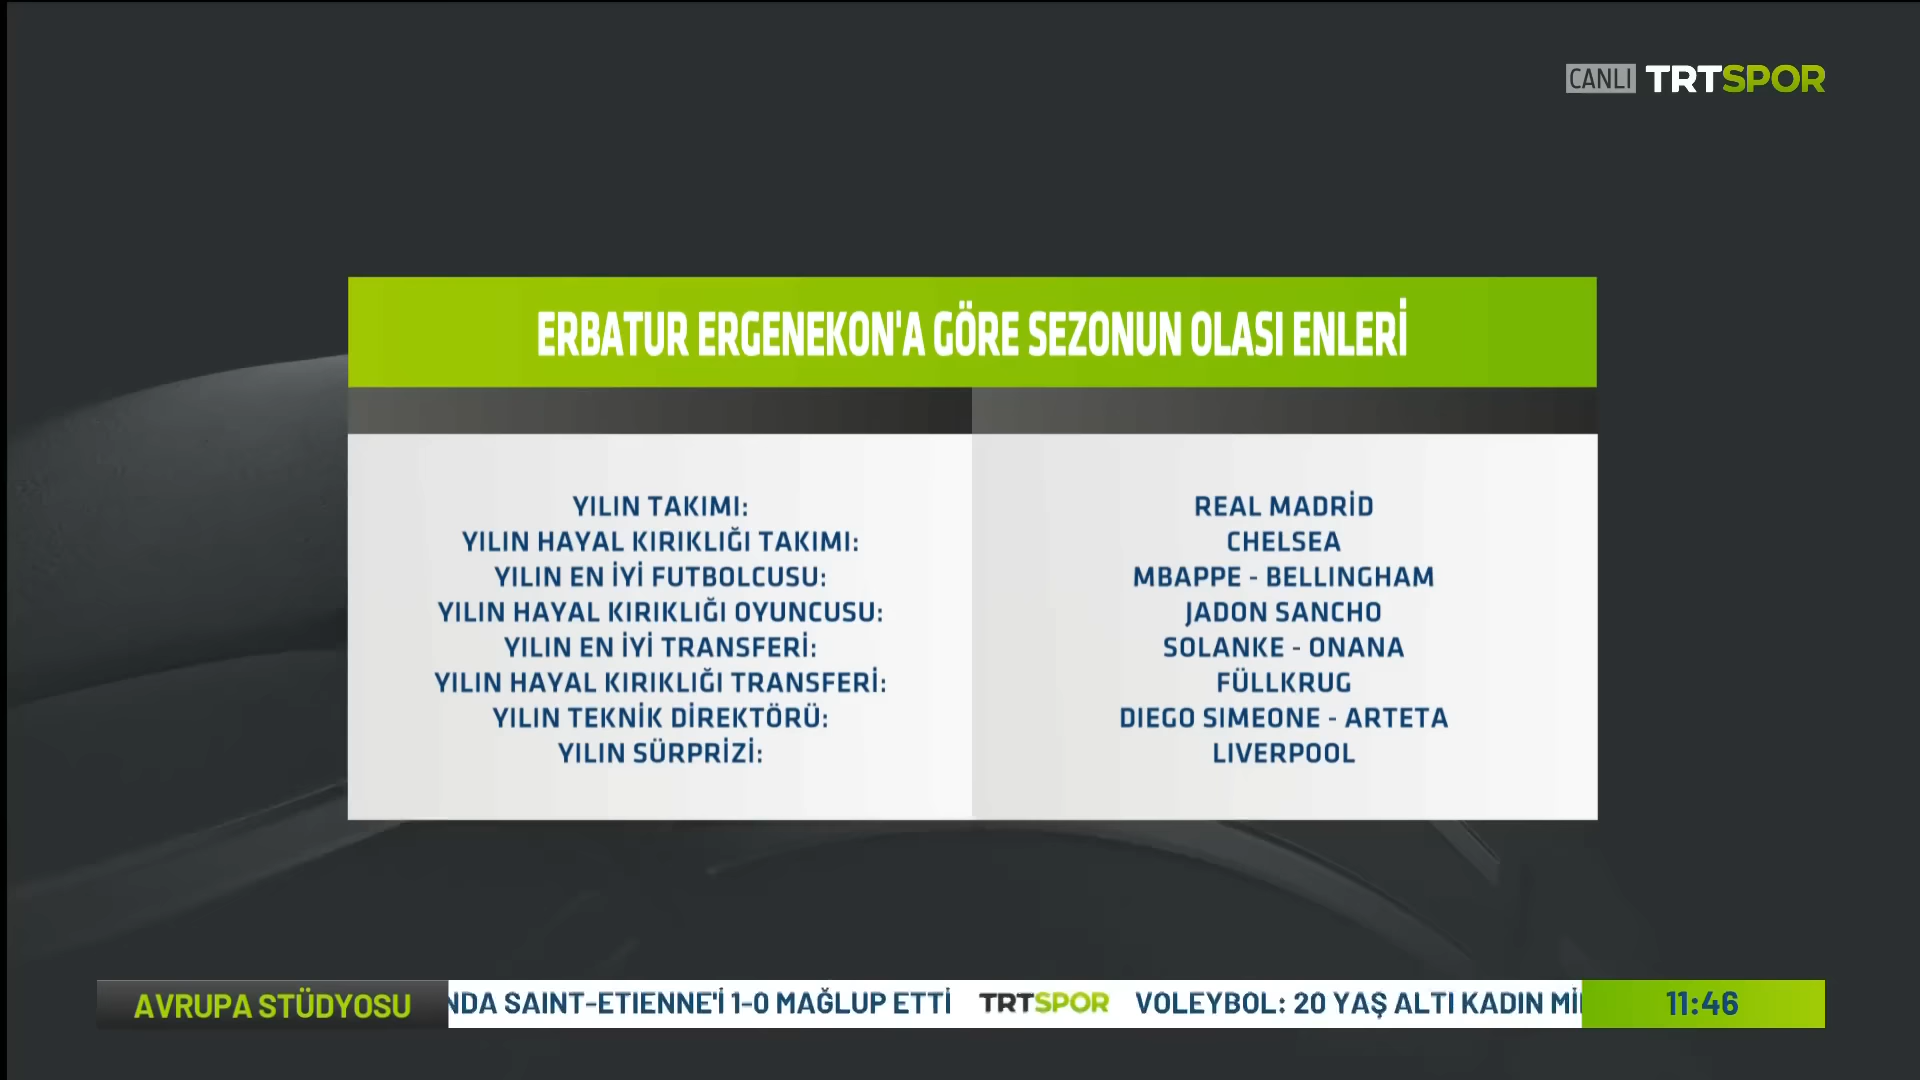 CANLI TRTSPOR
ERBATUR ERGENEKON'A GÖRE SEZONUN OLASI ENLERİ
YILIN TAKIMI: REAL MADRİD
YILIN HAYAL KIRIKLIĞI TAKIMI: CHELSEA
YILIN EN İYİ FUTBOLCUSU: MBAPPE - BELLINGHAM
YILIN HAYAL KIRIKLIĞI OYUNCUSU: JADON SANCHO
YILIN EN İYİ TRANSFERİ: SOLANKE - ONANA
YILIN HAYAL KIRIKLIĞI TRANSFERİ: FÜLLKRUG
YILIN TEKNİK DİREKTÖRÜ: DIEGO SIMEONE - ARTETA
YILIN SÜRPRİZİ: LIVERPOOL
AVRUPA STÜDYOSU NDA SAINT-ETIENNE'İ 1-0 MAĞLUP ETTİ TRTSPOR VOLEYBOL: 20 YAŞ ALTI KADIN Mİ 11:46